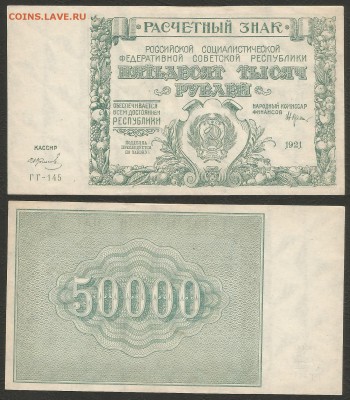 COINS.LAVE.RU
РАСЧЕТНЫЙ ЗНАК
РОССИЙСКОЙ СОЦИАЛИСТИЧЕСКОЙ
ФЕДЕРАТИВНОЙ СОВЕТСКОЙ РЕСПУБЛИКИ
ПЯТЬДЕСЯТ ТЫСЯЧ
РУБЛЕЙ
ОБЕСПЕЧИВАЕТСЯ
ВСЕМ ДОСТОЯНИЕМ
РЕСПУБЛИКИ
НАРОДНЫЙ КОМИССАР
ФИНАНСОВ
КАССИР
1921
ГГ-145
50000